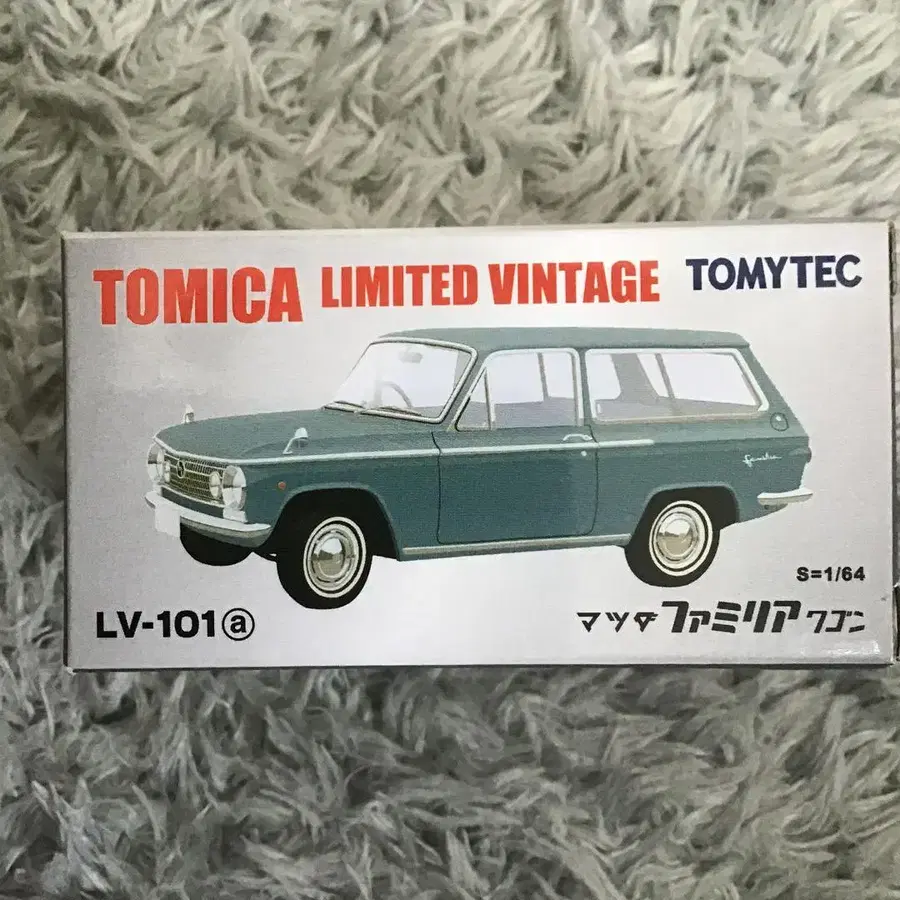 TOMICA LIMITED VINTAGE TOMYTEC
S=1/64
LV-101ⓐ マツダ ファミリア ワゴン